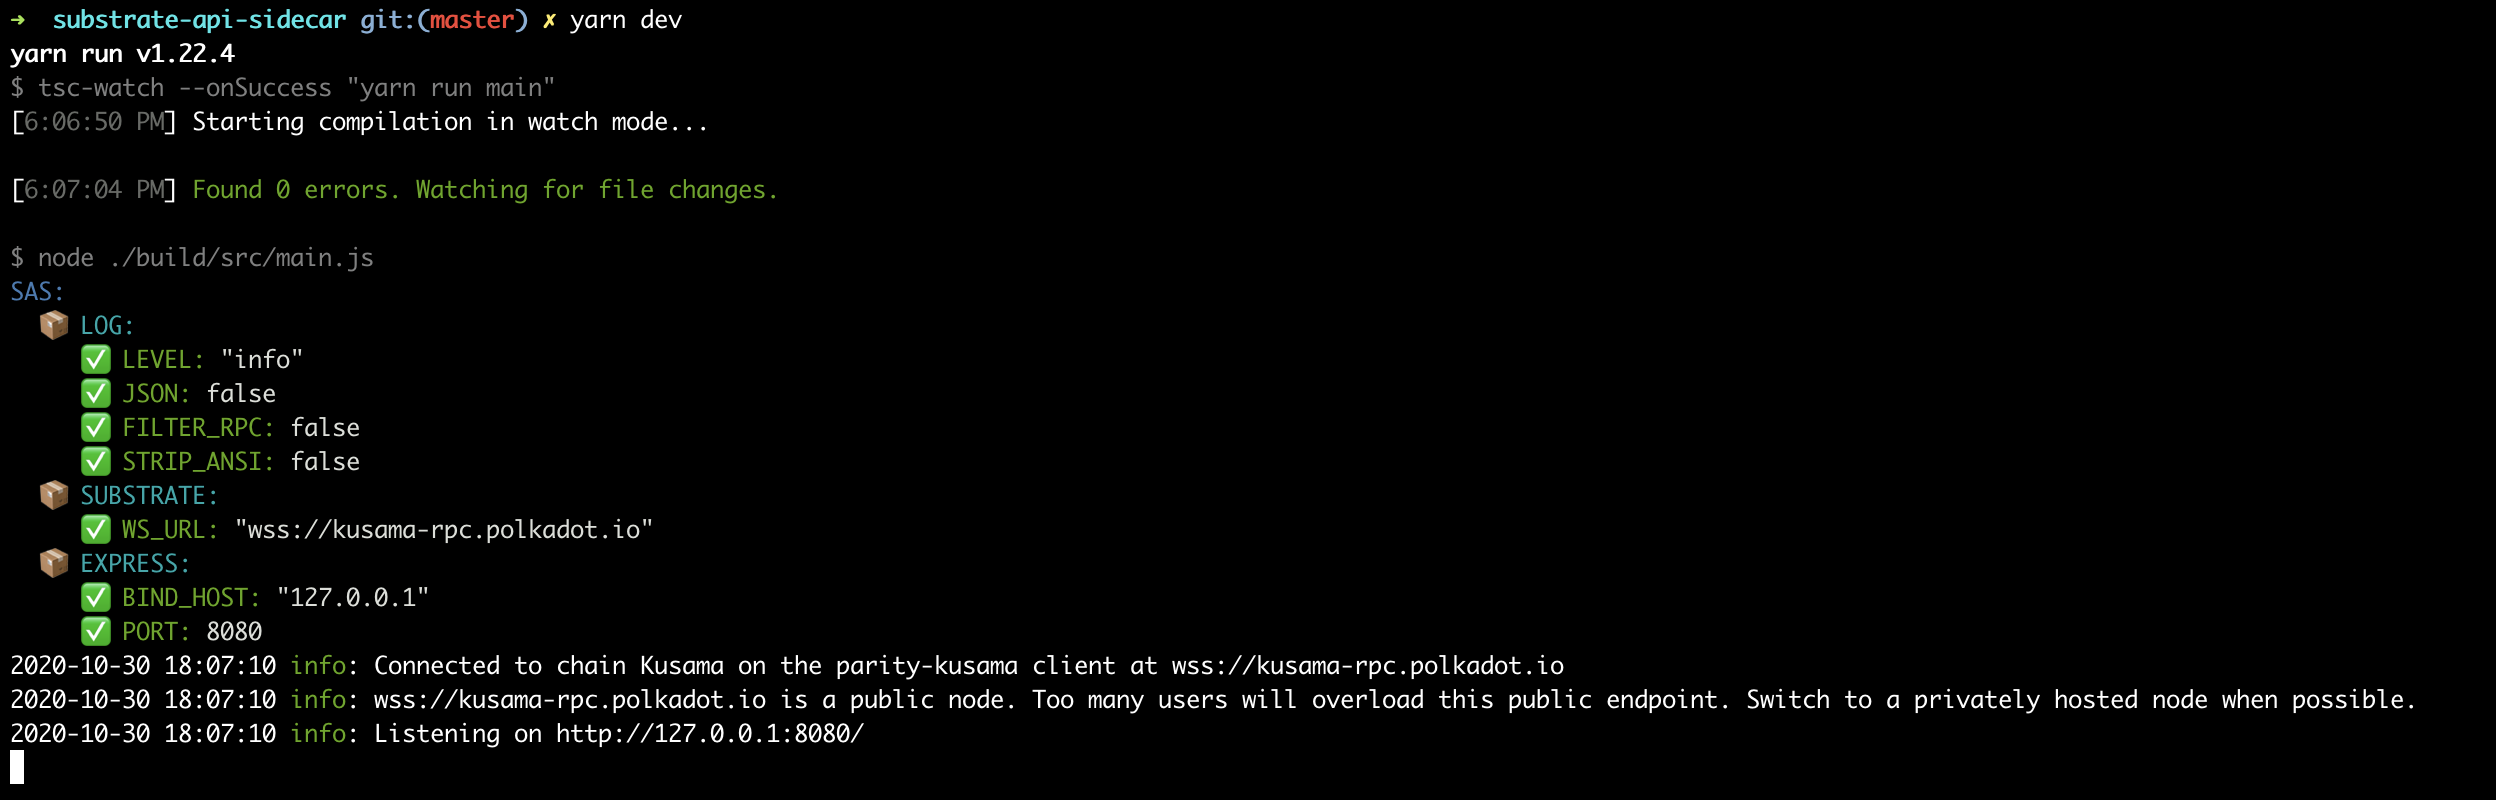 ➜  substrate-api-sidecar git:(master) ✗ yarn dev
yarn run v1.22.4
$ tsc-watch --onSuccess "yarn run main"
[6:06:50 PM] Starting compilation in watch mode...
[6:07:04 PM] Found 0 errors. Watching for file changes.
$ node ./build/src/main.js
SAS:
📦 LOG:
✅ LEVEL: "info"
✅ JSON: false
✅ FILTER_RPC: false
✅ STRIP_ANSI: false
📦 SUBSTRATE:
✅ WS_URL: "wss://kusama-rpc.polkadot.io"
📦 EXPRESS:
✅ BIND_HOST: "127.0.0.1"
✅ PORT: 8080
2020-10-30 18:07:10 info: Connected to chain Kusama on the parity-kusama client at wss://kusama-rpc.polkadot.io
2020-10-30 18:07:10 info: wss://kusama-rpc.polkadot.io is a public node. Too many users will overload this public endpoint. Switch to a privately hosted node when possible.
2020-10-30 18:07:10 info: Listening on http://127.0.0.1:8080/